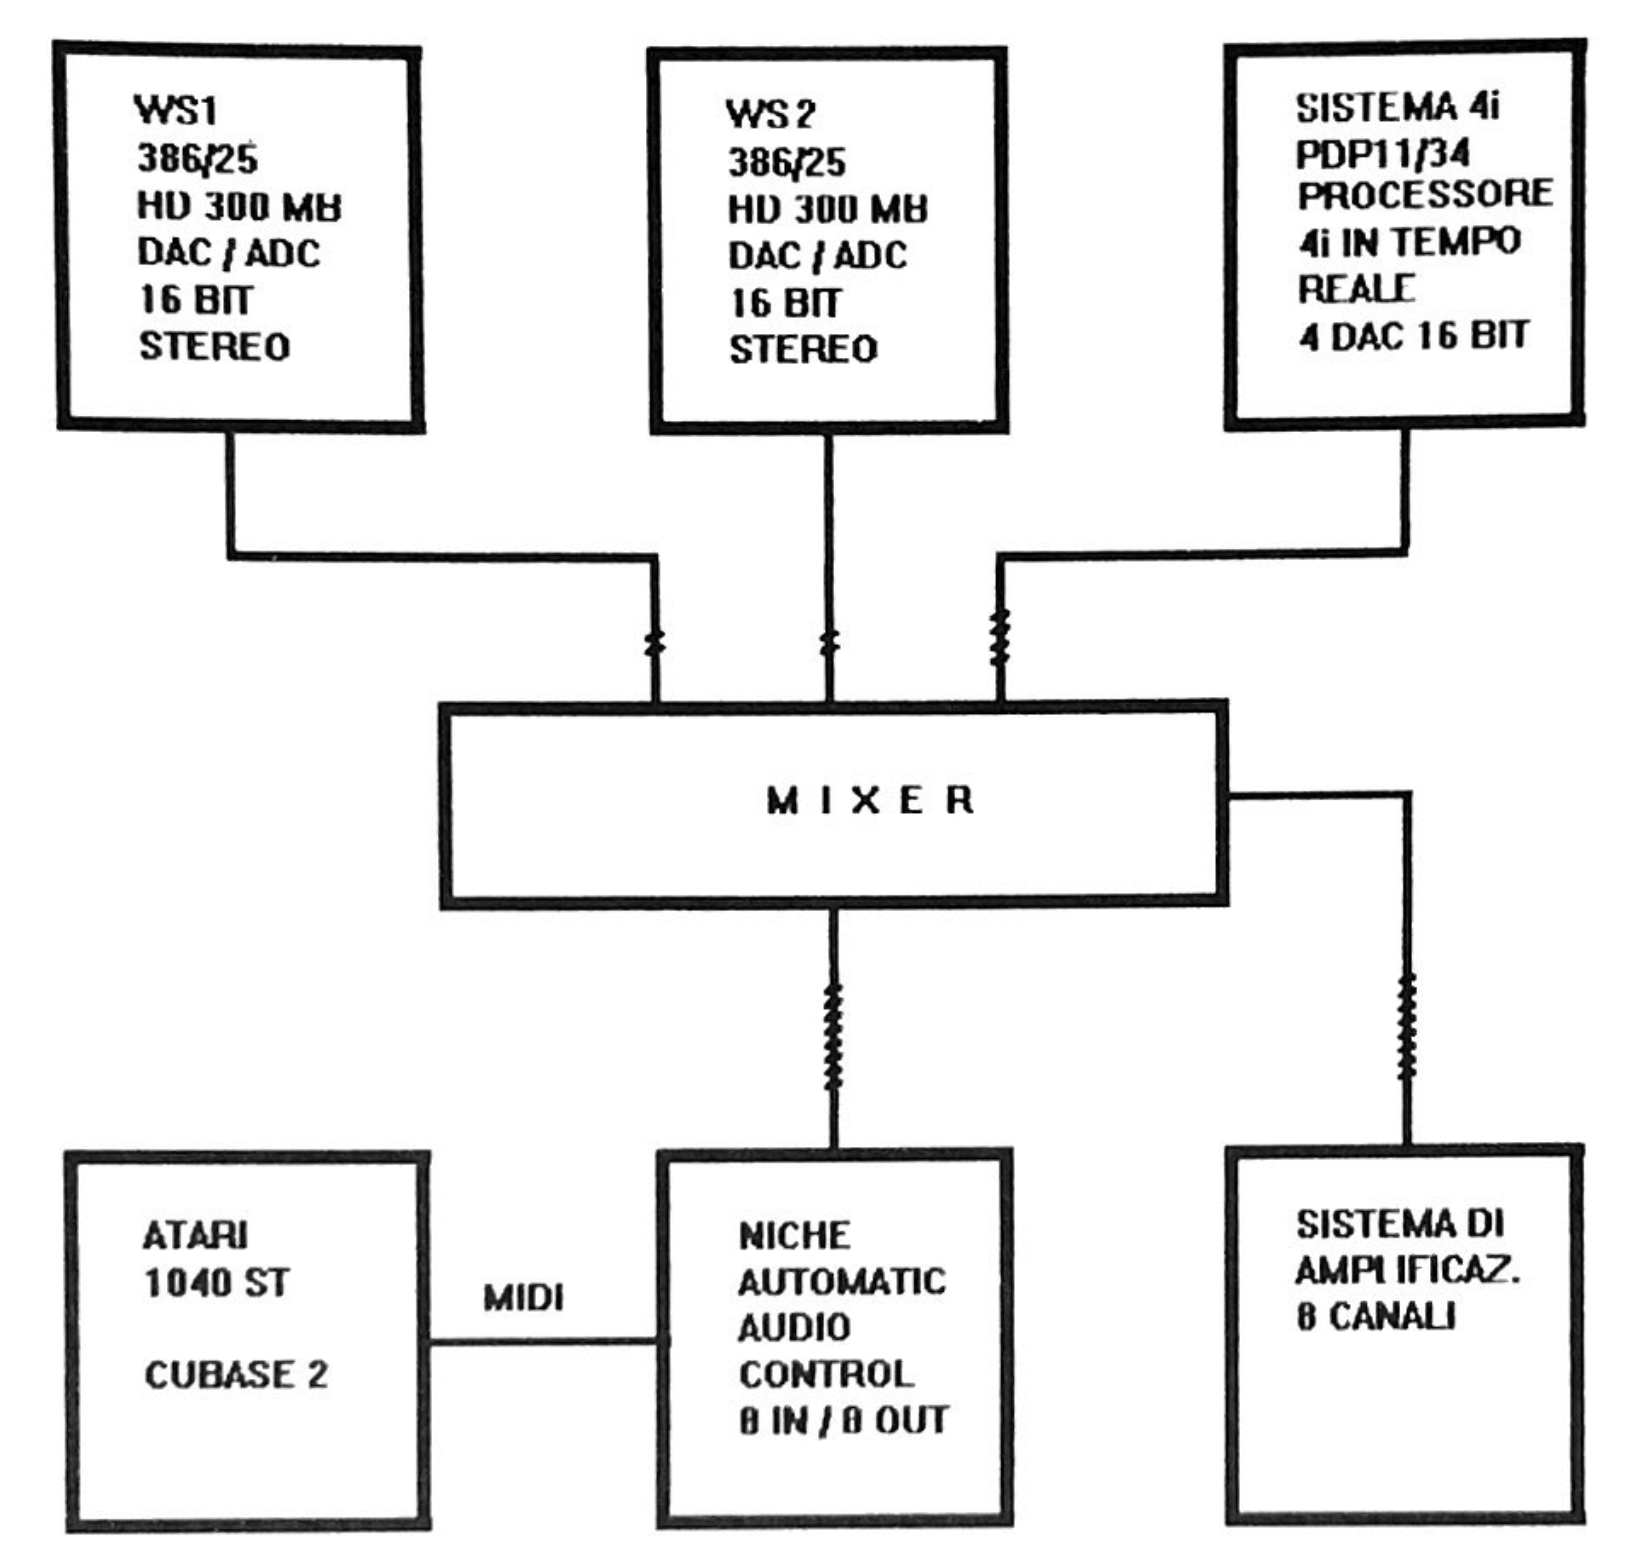 WS1
386/25
HD 300 MB
DAC / ADC
16 BIT
STEREO
WS2
386/25
HD 300 MB
DAC / ADC
16 BIT
STEREO
SISTEMA 4i
PDP11/34
PROCESSORE
4i IN TEMPO
REALE
4 DAC 16 BIT
MIXER
ATARI
1040 ST
CUBASE 2
MIDI
NICHE
AUTOMATIC
AUDIO
CONTROL
8 IN / 8 OUT
SISTEMA DI
AMPLIFICAZ.
8 CANALI